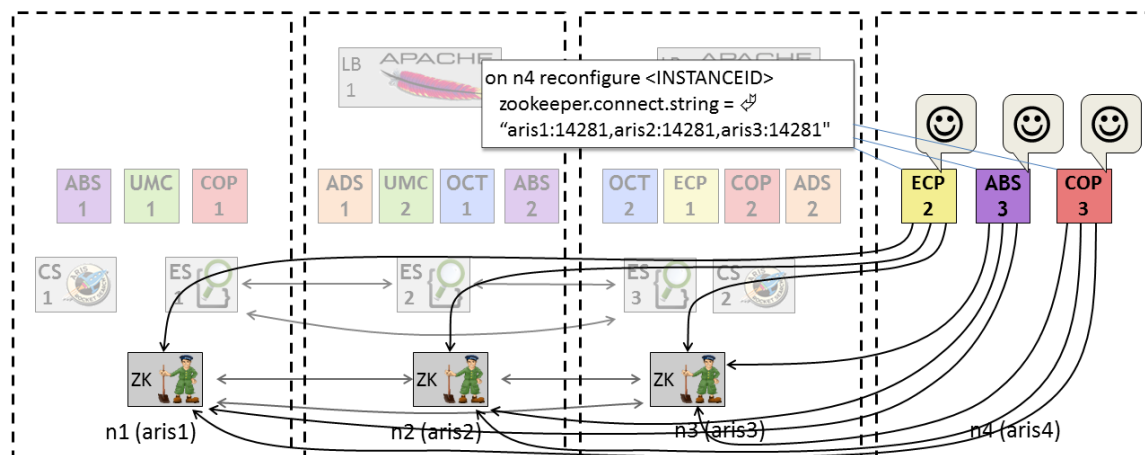 LB
1
APACHE
APACHE
on n4 reconfigure <INSTANCEID>
zookeeper.connect.string =
“aris1:14281,aris2:14281,aris3:14281"
ABS
1
UMC
1
COP
1
ADS
1
UMC
2
OCT
1
ABS
2
OCT
2
ECP
1
COP
2
ADS
2
ECP
2
ABS
3
COP
3
CS
1
ES
1
ES
2
ES
3
CS
2
ZK
ZK
ZK
n1 (aris1)
n2 (aris2)
n3 (aris3)
n4 (aris4)